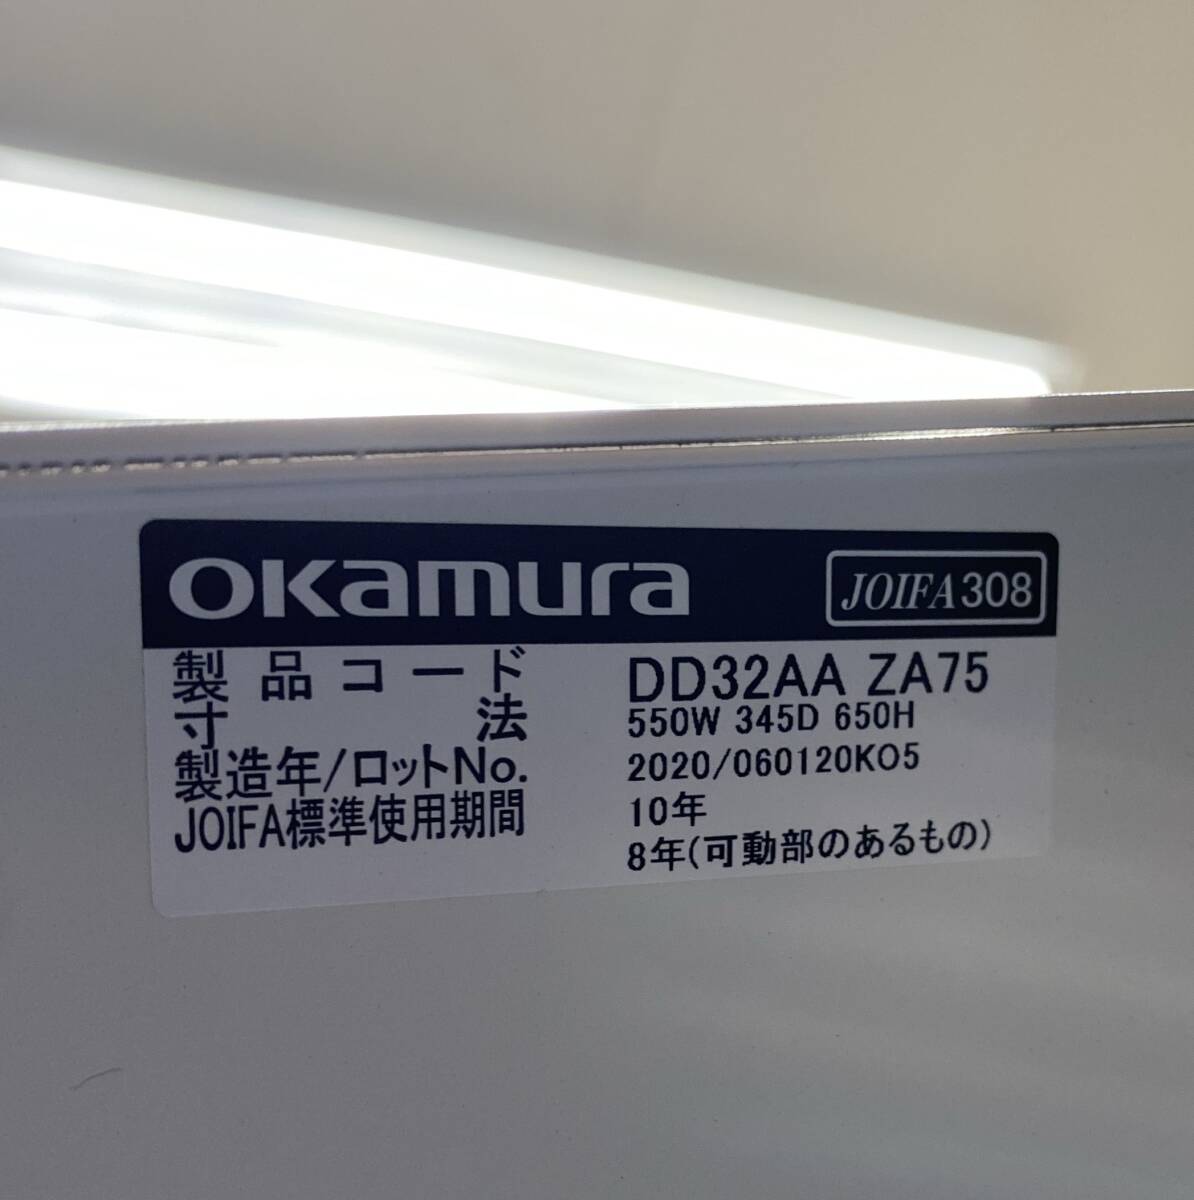 OKamura JOIFA308
製品コード DD32AA ZA75
寸法 550W 345D 650H
製造年/ロットNo. 2020/060120KO5
JOIFA標準使用期間 10年
8年(可動部のあるもの)